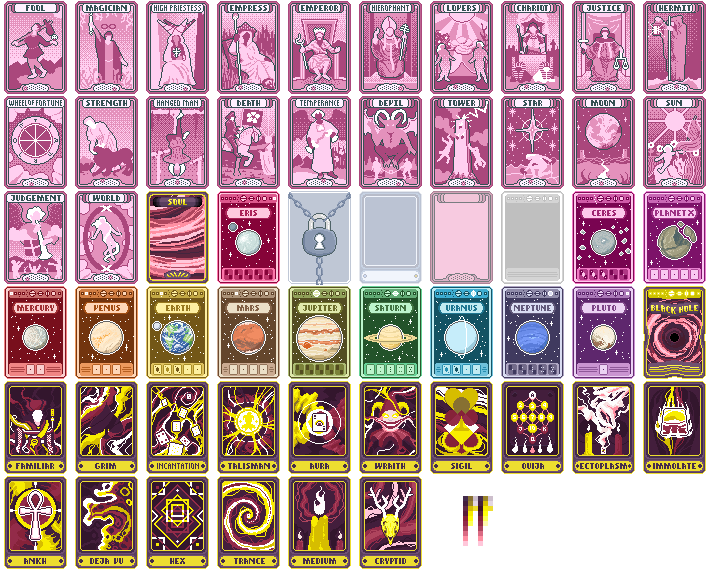 FOOL
MAGICIAN
HIGH PRIESTESS
EMPRESS
EMPEROR
HIEROPHANT
LOVERS
CHARIOT
JUSTICE
HERMIT
WHEEL OF FORTUNE
STRENGTH
HANGED MAN
DEATH
TEMPERANCE
DEVIL
TOWER
STAR
MOON
SUN
JUDGEMENT
WORLD
SOUL
ERIS
CERES
PLANET X
MERCURY
VENUS
EARTH
MARS
JUPITER
SATURN
URANUS
NEPTUNE
PLUTO
BLACK HOLE
FAMILIAR
GRIM
INCANTATION
TALISMAN
AURA
WRAITH
SIGIL
OUIJA
ECTOPLASM
IMMOLATE
ANKH
DEJA VU
HEX
TRANCE
MEDIUM
CRYPTID